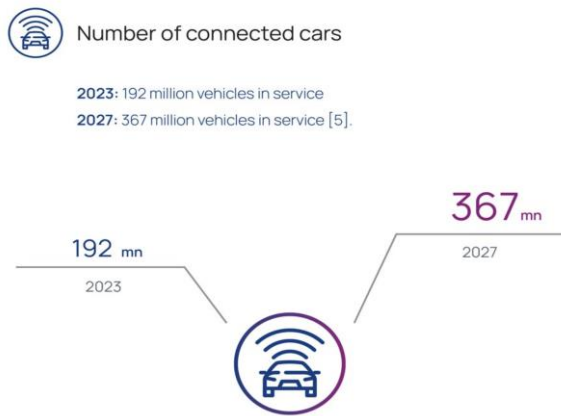 Number of connected cars
2023: 192 million vehicles in service
2027: 367 million vehicles in service [5].
367 mn
192 mn
2027
2023